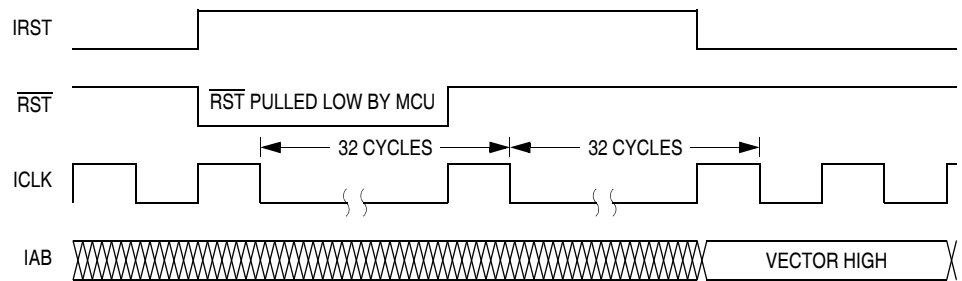 IRST
RST
RST PULLED LOW BY MCU
32 CYCLES
32 CYCLES
ICLK
IAB
VECTOR HIGH